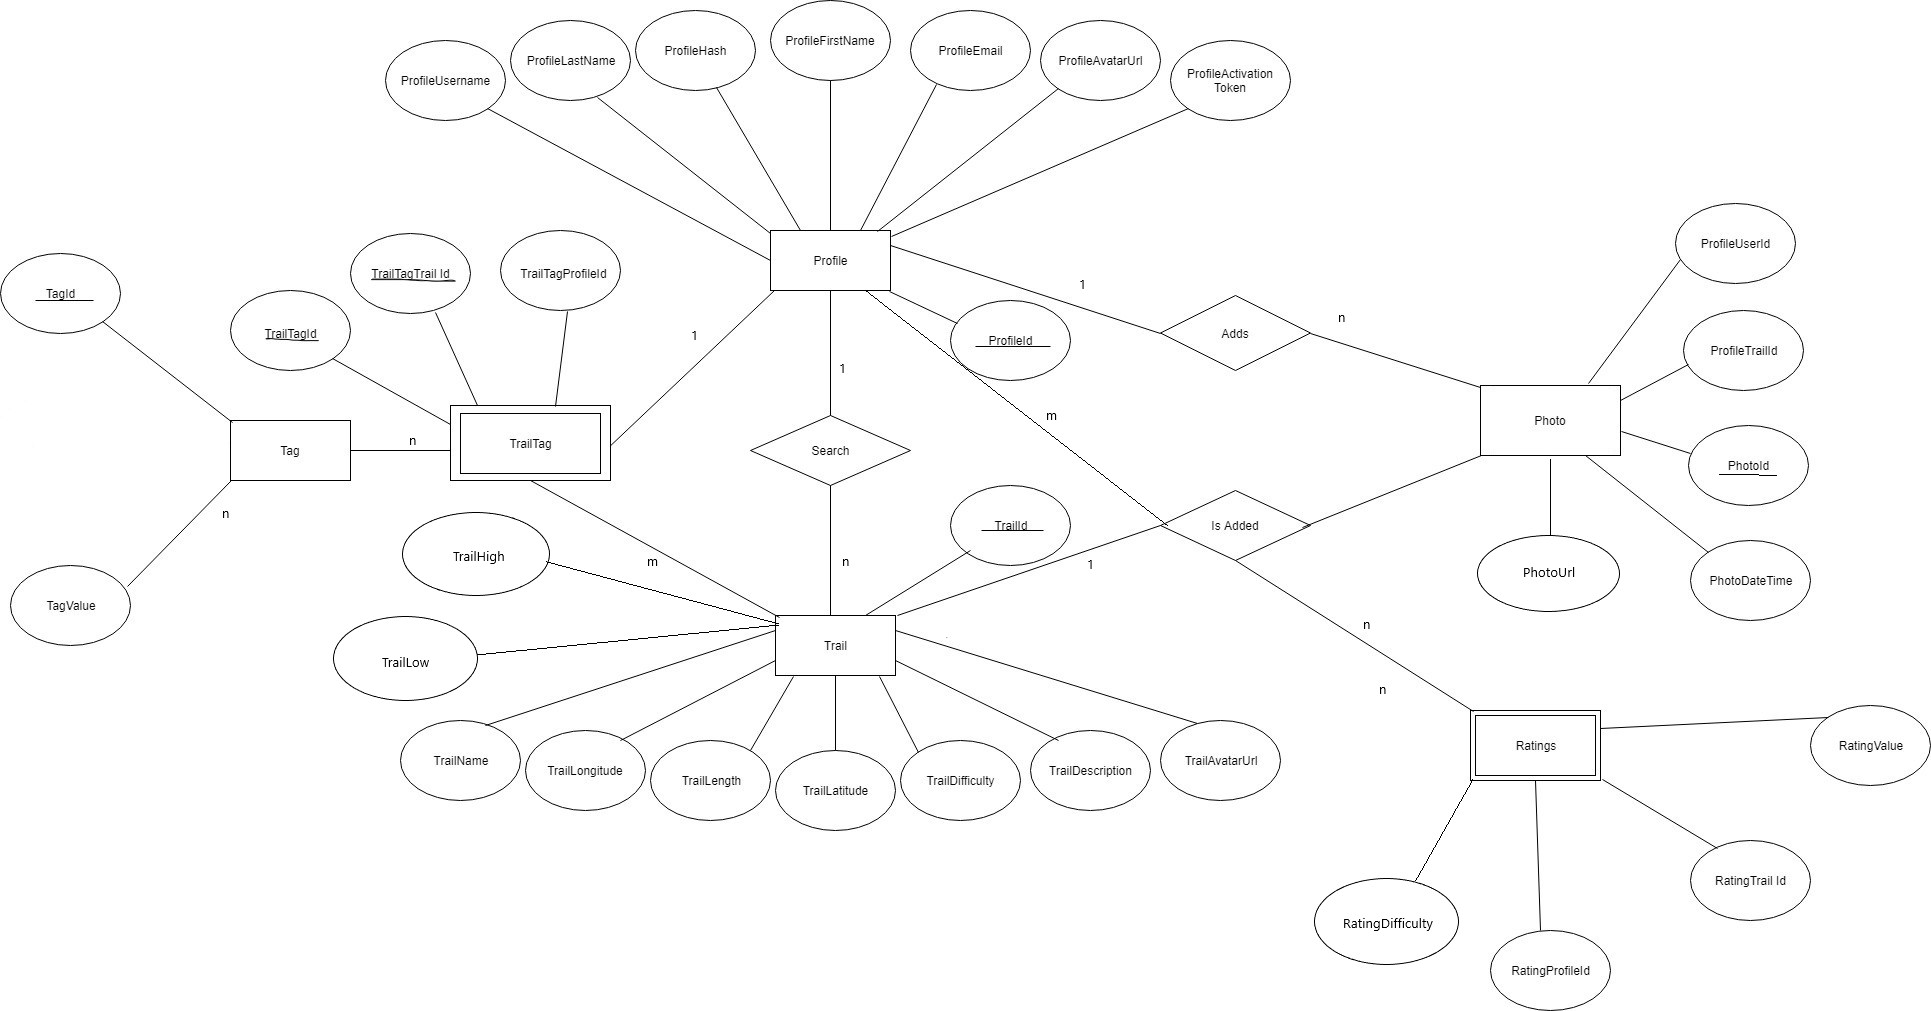 ProfileFirstName
ProfileHash
ProfileEmail
ProfileLastName
ProfileAvatarUrl
ProfileUsername
ProfileActivation
Token
ProfileUserId
Profile
TrailTagTrail Id
TrailTagProfileId
TagId
1
n
TrailTagId
1
Adds
ProfileId
ProfileTrailId
1
m
Photo
n
TrailTag
Tag
Search
PhotoId
n
TrailId
Is Added
TrailHigh
m
n
1
PhotoUrl
PhotoDateTime
TagValue
n
Trail
TrailLow
n
Ratings
RatingValue
TrailName
TrailLongitude
TrailLength
TrailLatitude
TrailDifficulty
TrailDescription
TrailAvatarUrl
RatingTrail Id
RatingDifficulty
RatingProfileId